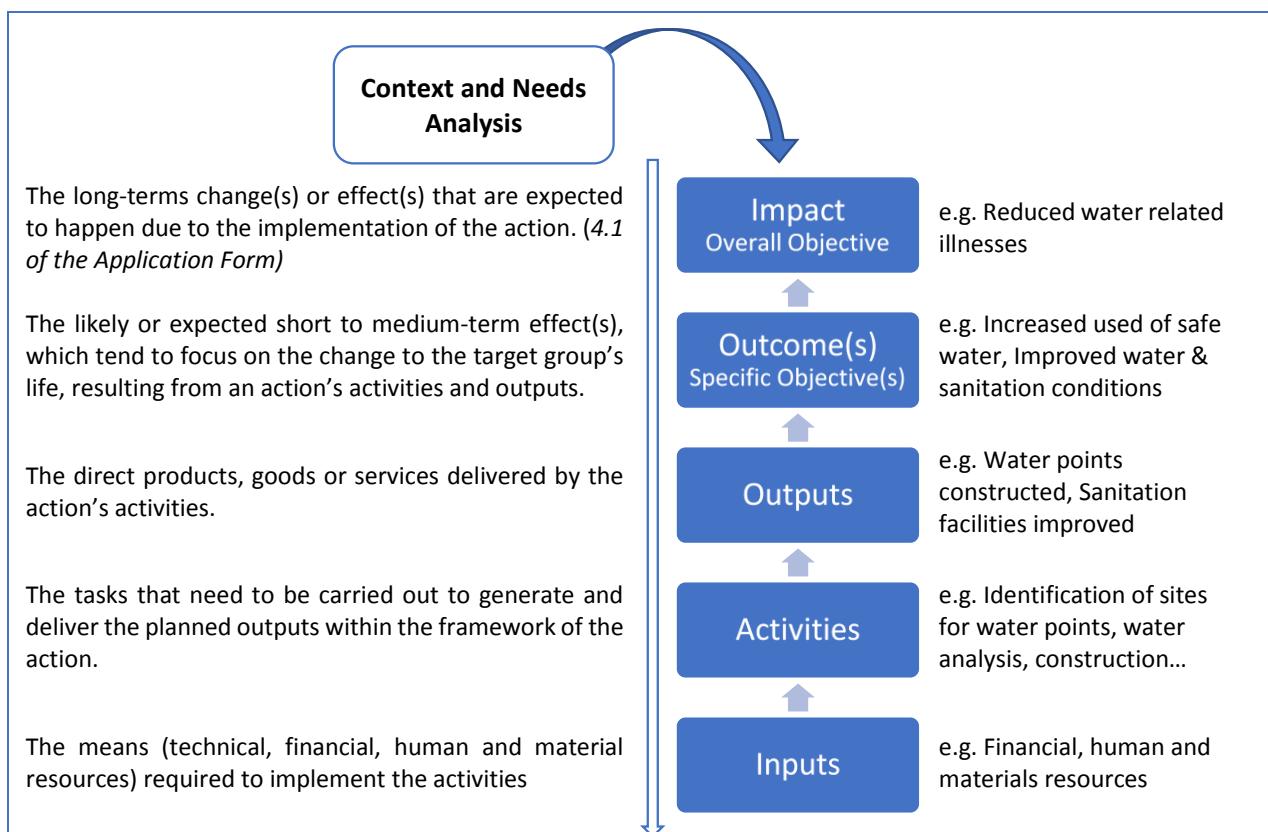 Context and Needs
Analysis
The long-terms change(s) or effect(s) that are expected
to happen due to the implementation of the action. (4.1
of the Application Form)
Impact
Overall Objective
e.g. Reduced water related
illnesses
The likely or expected short to medium-term effect(s),
which tend to focus on the change to the target group’s
life, resulting from an action’s activities and outputs.
Outcome(s)
Specific Objective(s)
e.g. Increased used of safe
water, Improved water &
sanitation conditions
The direct products, goods or services delivered by the
action’s activities.
Outputs
e.g. Water points
constructed, Sanitation
facilities improved
The tasks that need to be carried out to generate and
deliver the planned outputs within the framework of the
action.
Activities
e.g. Identification of sites
for water points, water
analysis, construction…
The means (technical, financial, human and material
resources) required to implement the activities
Inputs
e.g. Financial, human and
materials resources